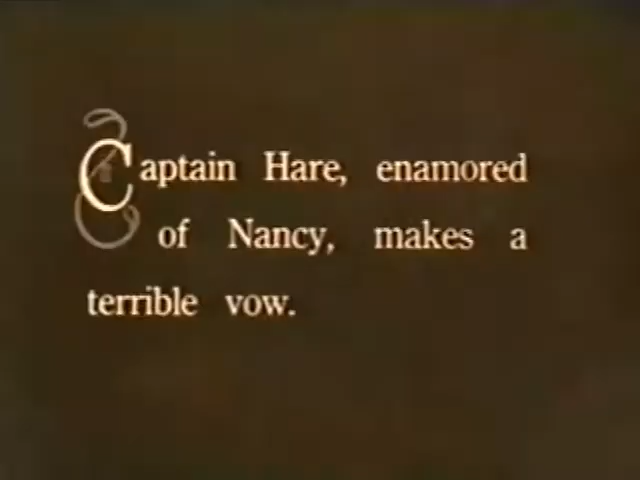 Captain Hare, enamored
of Nancy, makes a
terrible vow.